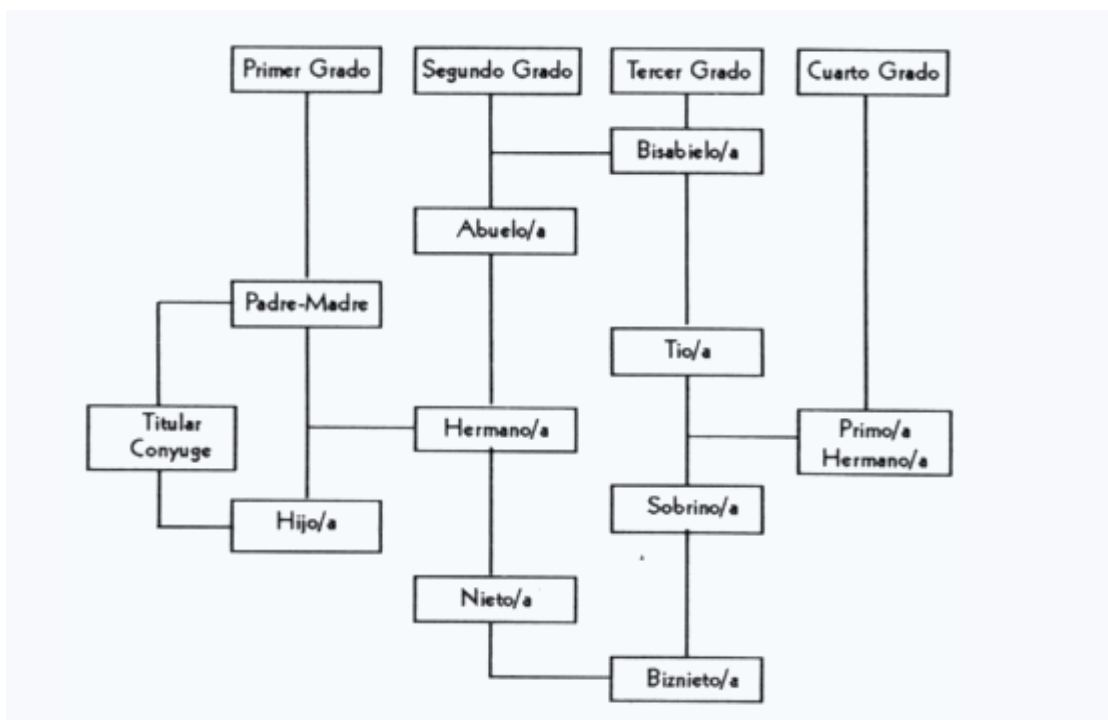 Primer Grado
Segundo Grado
Tercer Grado
Cuarto Grado
Bisabielo/a
Abuelo/a
Padre-Madre
Tio/a
Titular
Conyuge
Hermano/a
Primo/a
Hermano/a
Hijo/a
Sobrino/a
Nieto/a
Biznieto/a